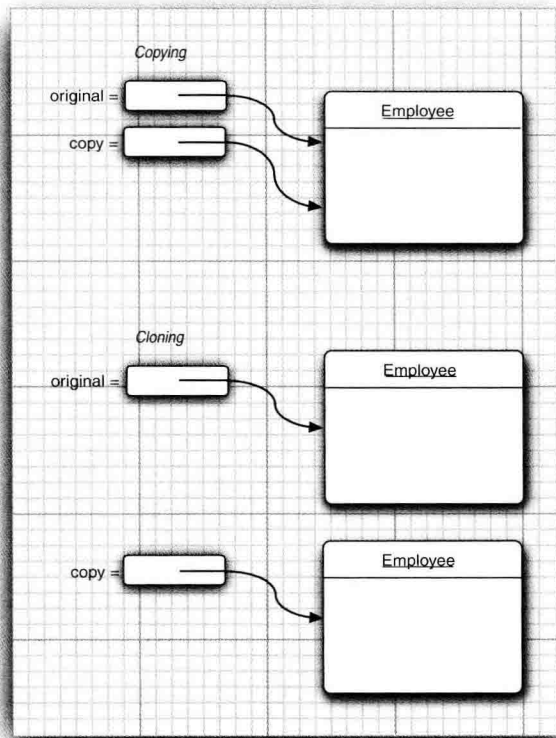 Copying
original =
Employee
copy =
Cloning
original =
Employee
copy =
Employee